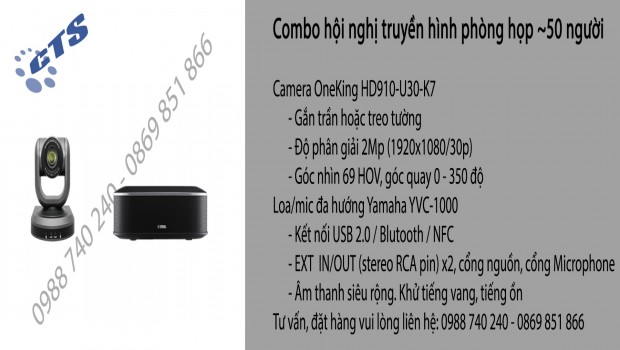 CTS
0988 740 240 - 0869 851 866
Combo hội nghị truyền hình phòng họp ~50 người
Camera OneKing HD910-U30-K7
- Gắn trần hoặc treo tường
- Độ phân giải 2Mp (1920x1080/30p)
- Góc nhìn 69 HOV, góc quay 0 - 350 độ
Loa/mic đa hướng Yamaha YVC-1000
- Kết nối USB 2.0 / Blutooth / NFC
- EXT IN/OUT (stereo RCA pin) x2, cổng nguồn, cổng Microphone
- Âm thanh siêu rộng. Khử tiếng vang, tiếng ồn
Tư vấn, đặt hàng vui lòng liên hệ: 0988 740 240 - 0869 851 866